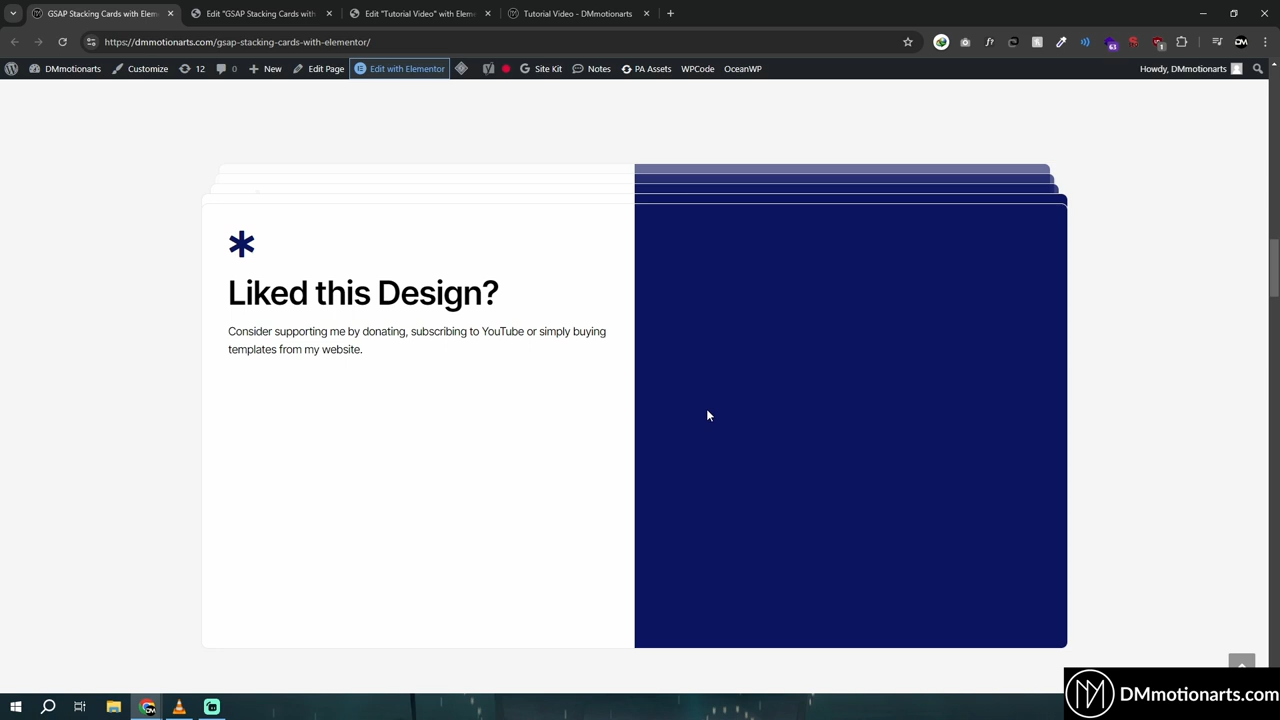 GSAP Stacking Cards with Elem
Edit "GSAP Stacking Cards with
Edit "Tutorial Video" with Elem
Tutorial Video - DMmotionarts
https://dmmotionarts.com/gsap-stacking-cards-with-elementor/
DMmotionarts
Customize
12
0
New
Edit Page
Edit with Elementor
Site Kit
Notes
PA Assets
WPCode
OceanWP
Howdy, DMmotionarts
Liked this Design?
Consider supporting me by donating, subscribing to YouTube or simply buying
templates from my website.
DMmotionarts.com